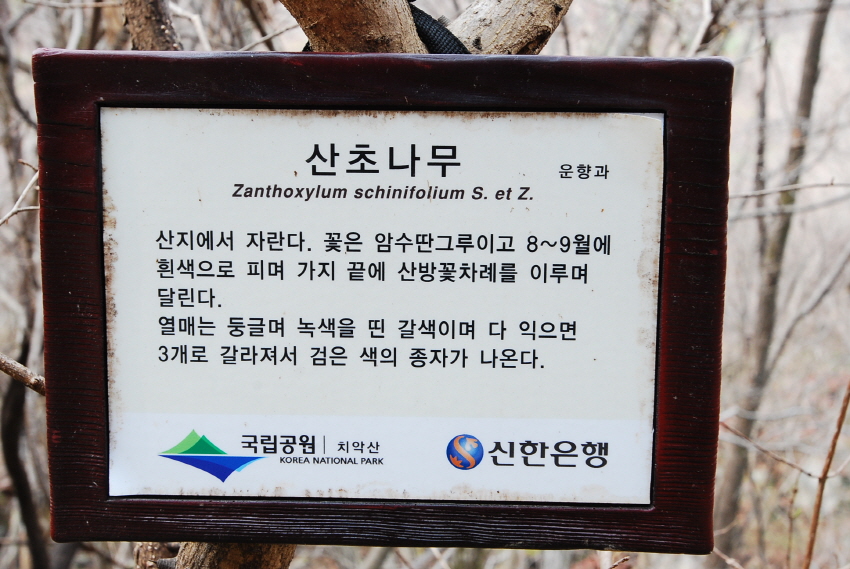 산초나무 운향과
Zanthoxylum schinifolium S. et Z.
산지에서 자란다. 꽃은 암수딴그루이고 8~9월에
흰색으로 피며 가지 끝에 산방꽃차례를 이루며
달린다.
열매는 둥글며 녹색을 띤 갈색이며 다 익으면
3개로 갈라져서 검은 색의 종자가 나온다.
국립공원 | 치악산
KOREA NATIONAL PARK
신한은행